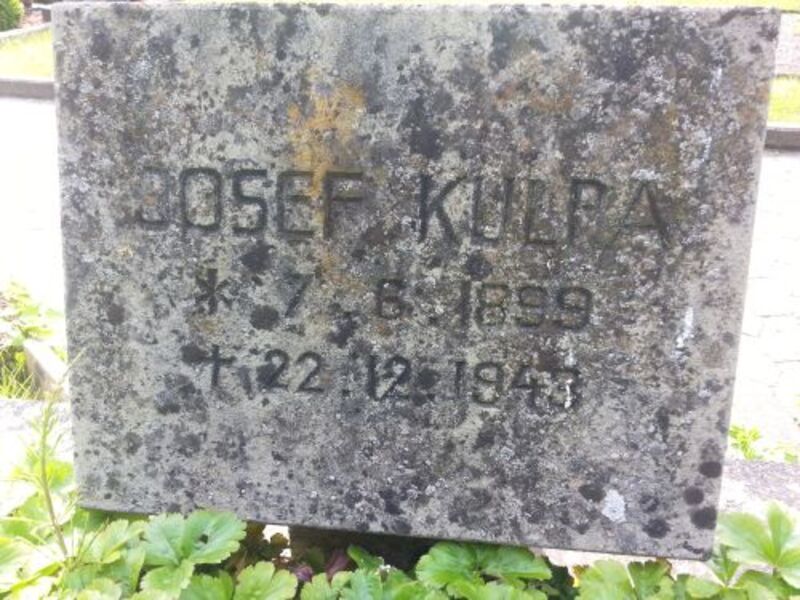 JOSEF KULPA
* 7.6.1899
† 22.12.1943